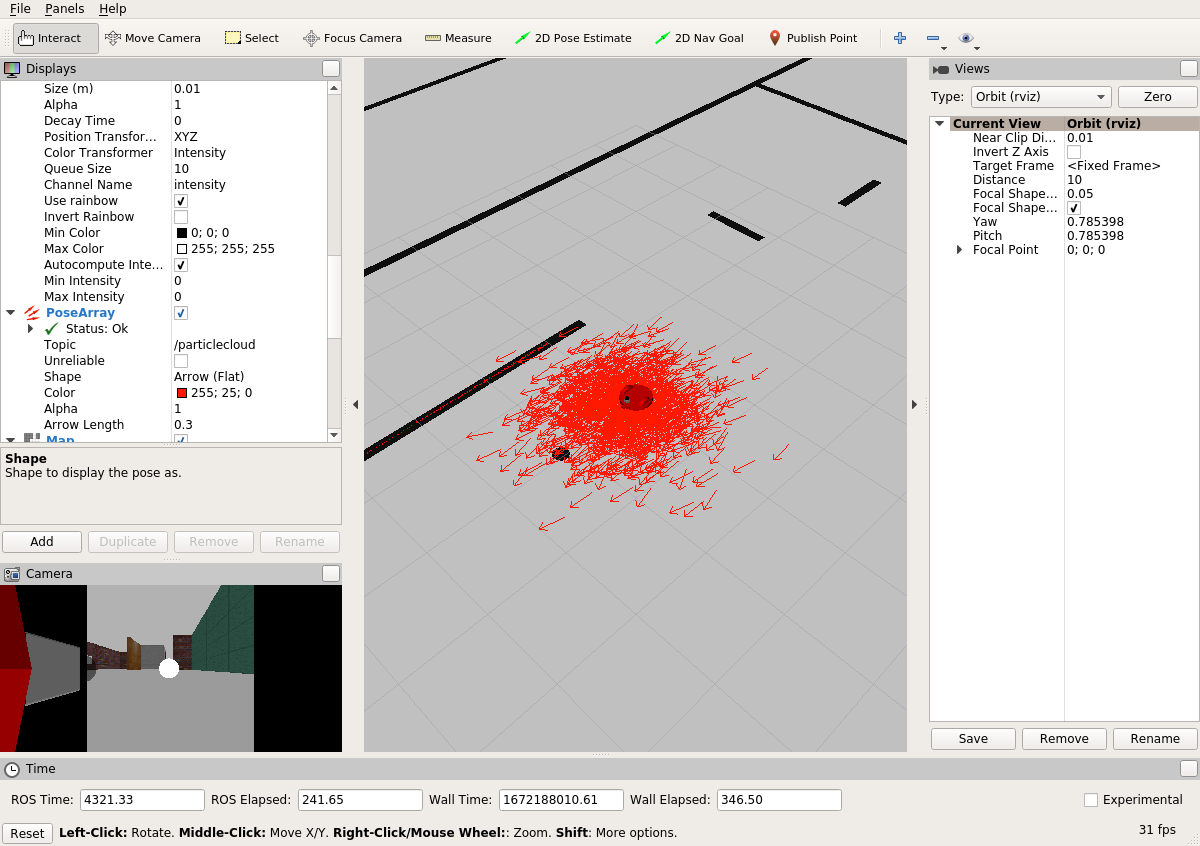 File Panels Help
Interact Move Camera Select Focus Camera Measure 2D Pose Estimate 2D Nav Goal Publish Point
Displays
Size (m) 0.01
Alpha 1
Decay Time 0
Position Transfor... XYZ
Color Transformer Intensity
Queue Size 10
Channel Name intensity
Use rainbow
Invert Rainbow
Min Color 0; 0; 0
Max Color 255; 255; 255
Autocompute Inte...
Min Intensity 0
Max Intensity 0
PoseArray
Status: Ok
Topic /particlecloud
Unreliable
Shape Arrow (Flat)
Color 255; 25; 0
Alpha 1
Arrow Length 0.3
Map
Shape
Shape to display the pose as.
Add Duplicate Remove Rename
Camera
Views
Type: Orbit (rviz) Zero
Current View Orbit (rviz)
Near Clip Di... 0.01
Invert Z Axis
Target Frame <Fixed Frame>
Distance 10
Focal Shape... 0.05
Focal Shape...
Yaw 0.785398
Pitch 0.785398
Focal Point 0; 0; 0
Save Remove Rename
Time
ROS Time: 4321.33 ROS Elapsed: 241.65 Wall Time: 1672188010.61 Wall Elapsed: 346.50 Experimental
Reset Left-Click: Rotate. Middle-Click: Move X/Y. Right-Click/Mouse Wheel:: Zoom. Shift: More options. 31 fps